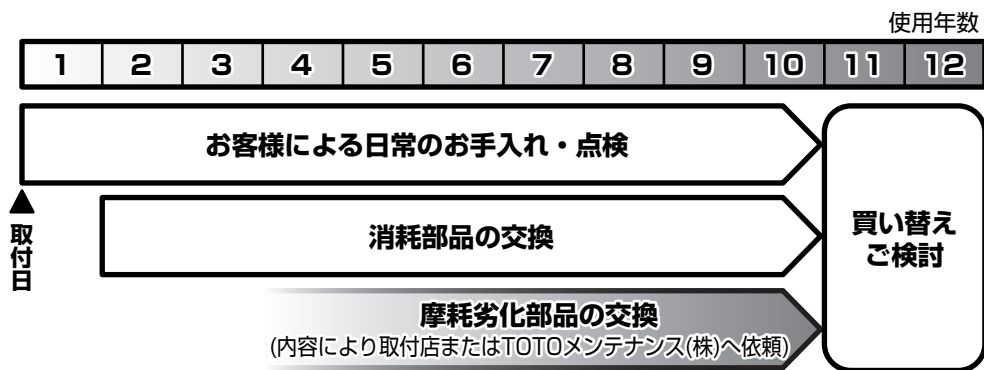 使用年数
1 2 3 4 5 6 7 8 9 10 11 12
お客様による日常のお手入れ・点検
取付日
消耗部品の交換
買い替え
ご検討
摩耗劣化部品の交換
(内容により取付店またはTOTOメンテナンス(株)へ依頼)